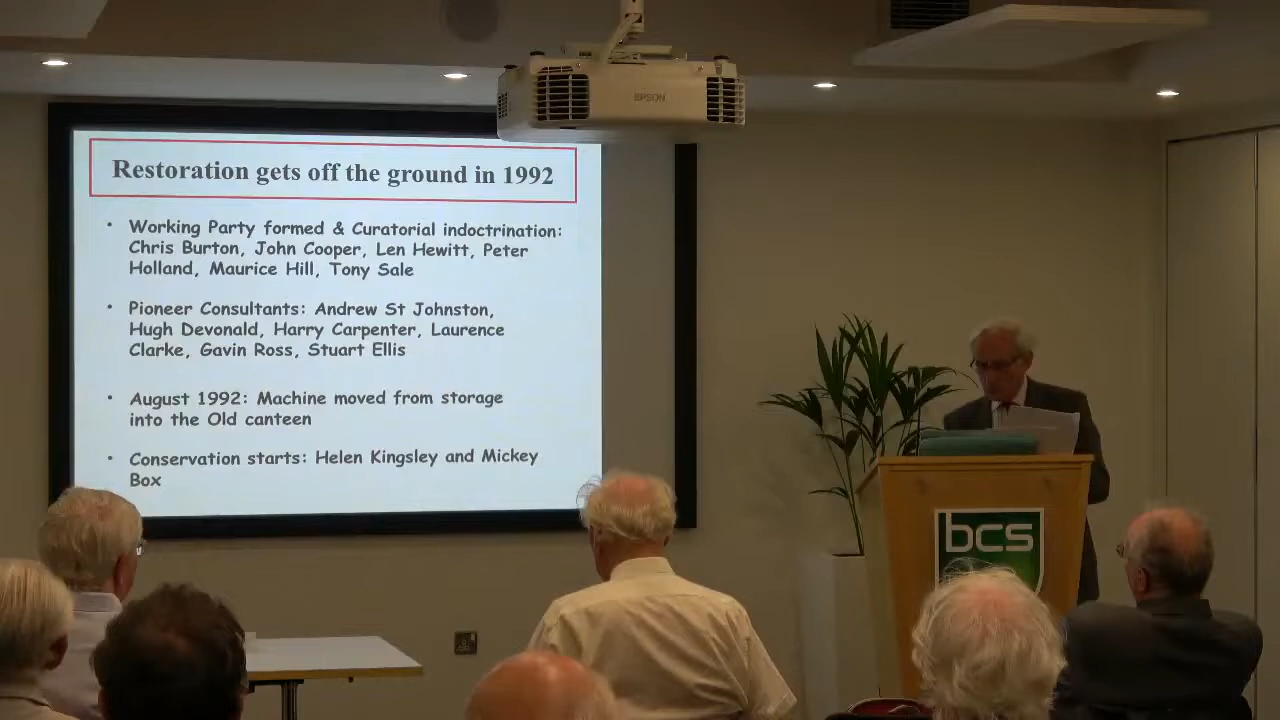 EPSON
Restoration gets off the ground in 1992
• Working Party formed & Curatorial indoctrination:
Chris Burton, John Cooper, Len Hewitt, Peter
Holland, Maurice Hill, Tony Sale
• Pioneer Consultants: Andrew St Johnston,
Hugh Devonald, Harry Carpenter, Laurence
Clarke, Gavin Ross, Stuart Ellis
• August 1992: Machine moved from storage
into the Old canteen
• Conservation starts: Helen Kingsley and Mickey
Box
bcs